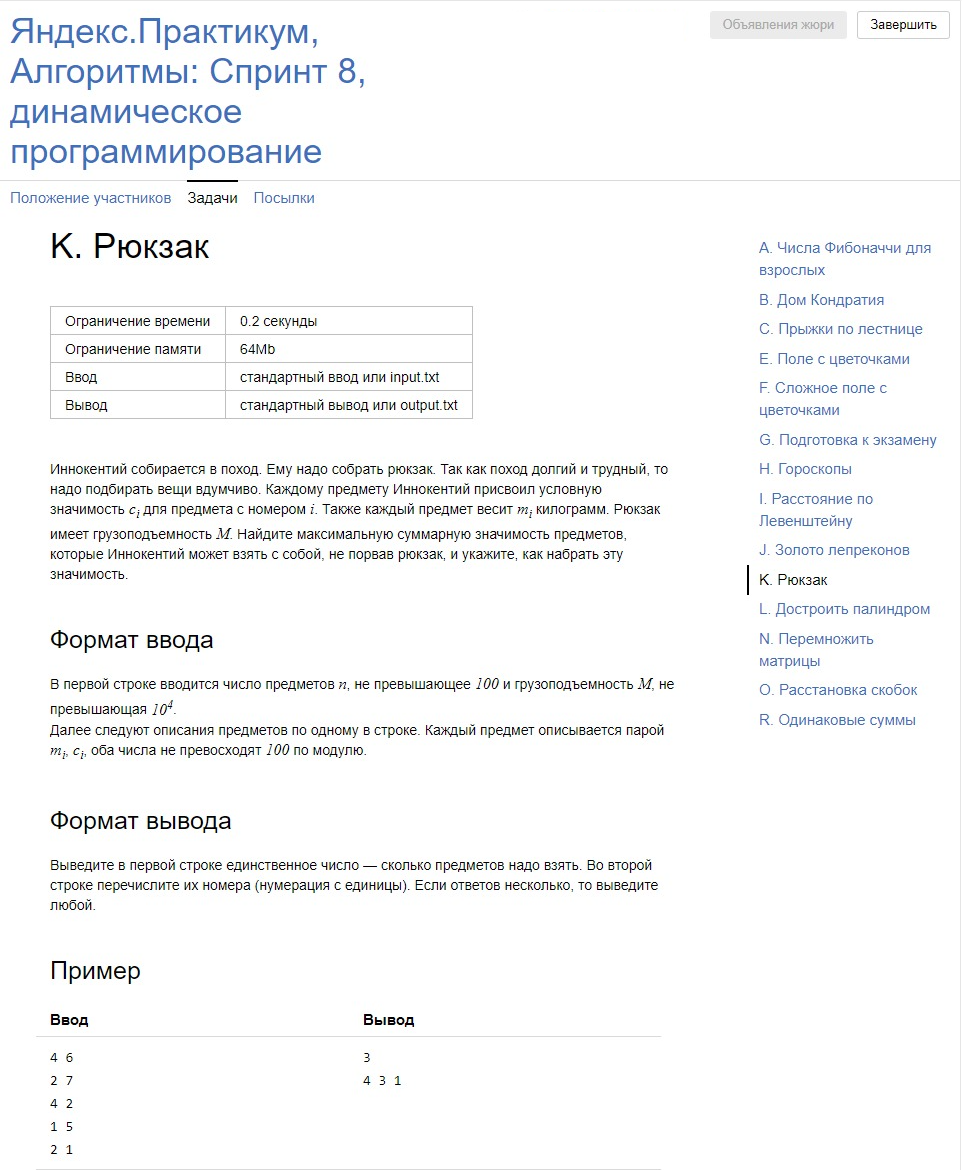 Яндекс.Практикум,
Алгоритмы: Спринт 8,
динамическое
программирование
Объявления жюри
Завершить
Положение участников Задачи Посылки
K. Рюкзак
Ограничение времени 0.2 секунды
Ограничение памяти 64Mb
Ввод стандартный ввод или input.txt
Вывод стандартный вывод или output.txt
Иннокентий собирается в поход. Ему надо собрать рюкзак. Так как поход долгий и трудный, то
надо подбирать вещи вдумчиво. Каждому предмету Иннокентий присвоил условную
значимость c_i для предмета с номером i. Также каждый предмет весит m_i килограмм. Рюкзак
имеет грузоподъемность M. Найдите максимальную суммарную значимость предметов,
которые Иннокентий может взять с собой, не порвав рюкзак, и укажите, как набрать эту
значимость.
Формат ввода
В первой строке вводится число предметов n, не превышающее 100 и грузоподъемность M, не
превышающая 10^4.
Далее следуют описания предметов по одному в строке. Каждый предмет описывается парой
m_i, c_i, оба числа не превосходят 100 по модулю.
Формат вывода
Выведите в первой строке единственное число — сколько предметов надо взять. Во второй
строке перечислите их номера (нумерация с единицы). Если ответов несколько, то выведите
любой.
Пример
Ввод Вывод
4 6 3
2 7 4 3 1
4 2
1 5
2 1
A. Числа Фибоначчи для
взрослых
B. Дом Кондратия
C. Прыжки по лестнице
E. Поле с цветочками
F. Сложное поле с
цветочками
G. Подготовка к экзамену
H. Гороскопы
I. Расстояние по
Левенштейну
J. Золото лепреконов
K. Рюкзак
L. Достроить палиндром
N. Перемножить
матрицы
O. Расстановка скобок
R. Одинаковые суммы